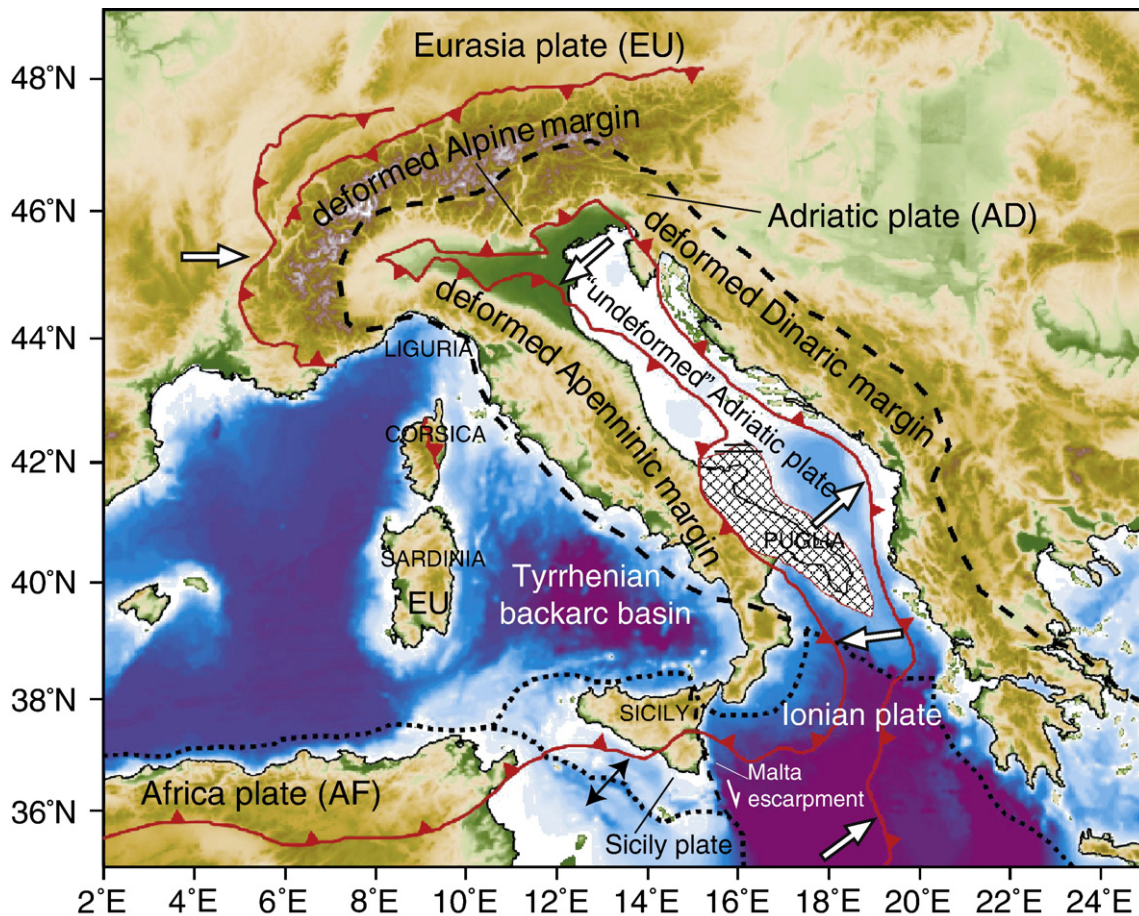 Eurasia plate (EU)
48°N
deformed Alpine margin
46°N
Adriatic plate (AD)
deformed Dinaric margin
"undeformed" Adriatic plate
deformed Apenninic margin
44°N
LIGURIA
CORSICA
42°N
PUGLIA
SARDINIA
EU
Tyrrhenian
backarc basin
40°N
38°N
SICILY
Ionian plate
Malta
escarpment
Africa plate (AF)
36°N
Sicily plate
2 E 4 E 6 E 8 E 10 E 12 E 14 E 16 E 18 E 20 E 22 E 24 E